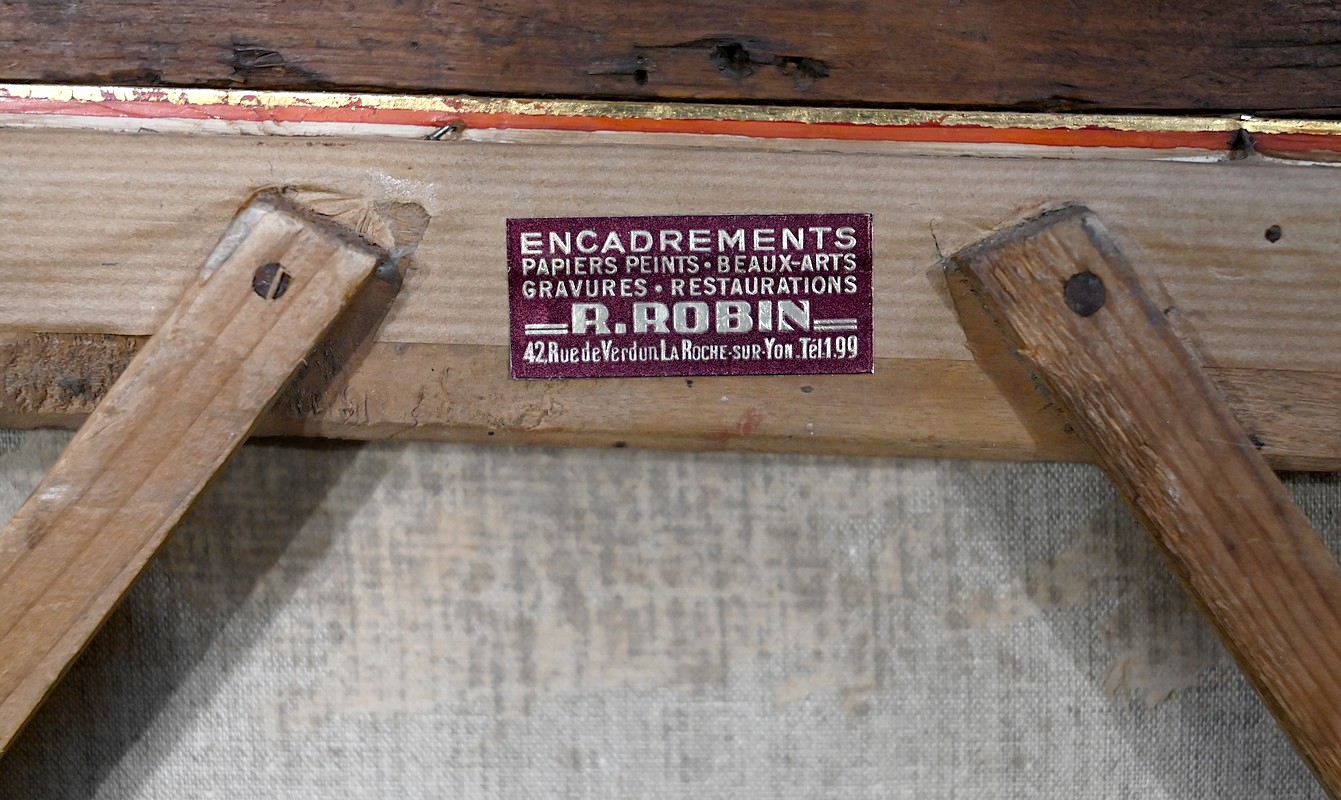 ENCADREMENTS
PAPIERS PEINTS • BEAUX-ARTS
GRAVURES • RESTAURATIONS
R. ROBIN
42, Rue de Verdun LA ROCHE-SUR-YON. Tél. 1.99